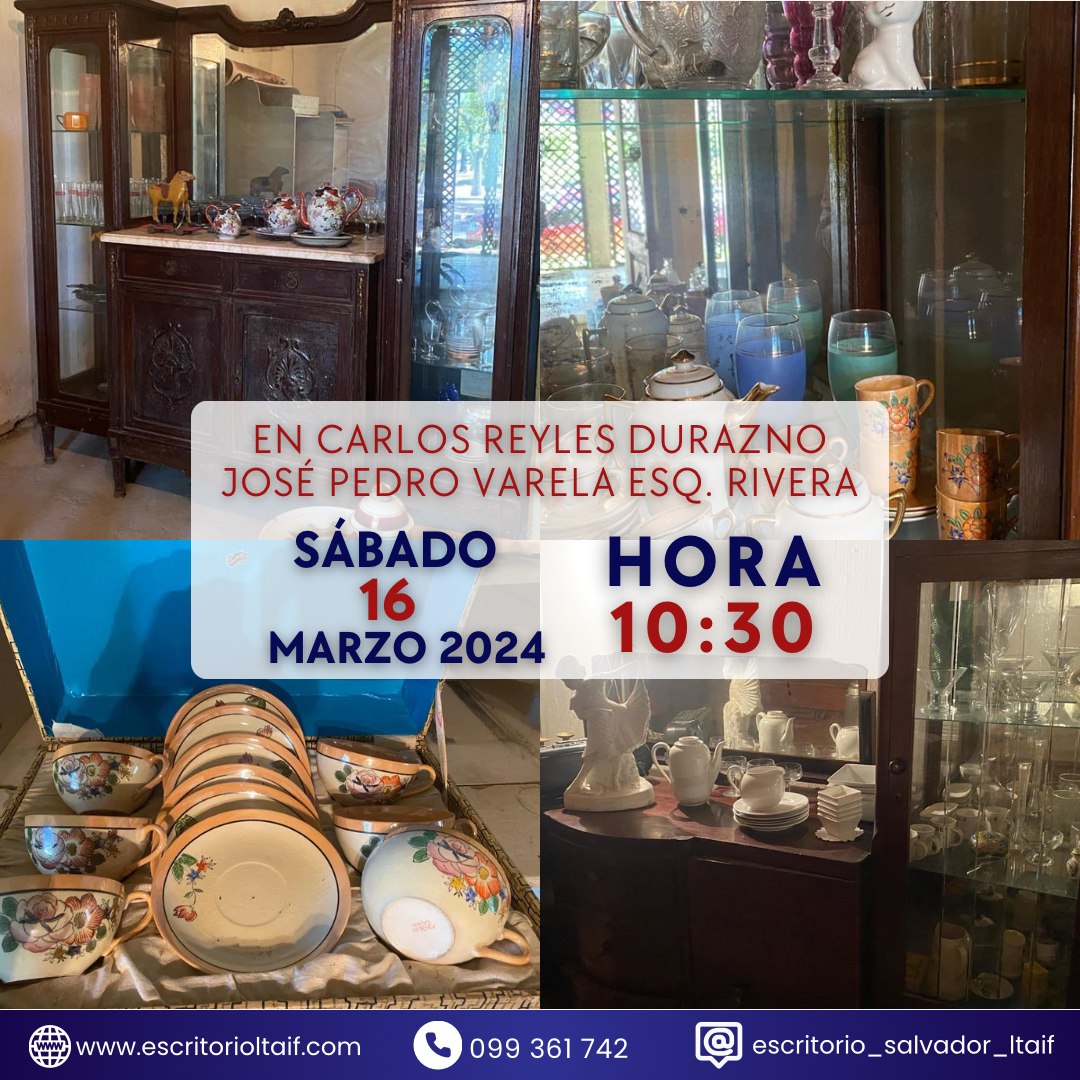 EN CARLOS REYLES DURAZNO
JOSÉ PEDRO VARELA ESQ. RIVERA
SÁBADO
16
MARZO 2024
HORA
10:30
www.escritorioltaif.com
099 361 742
escritorio_salvador_ltaif